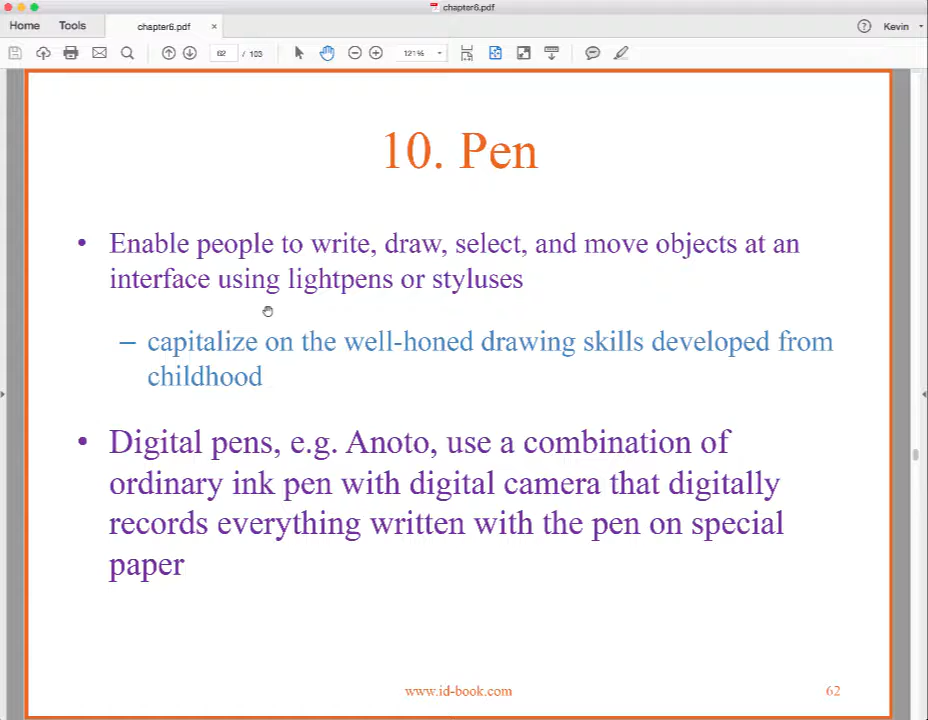 chapter6.pdf
Home Tools chapter6.pdf × ? Kevin
62 / 103 121%
10. Pen
• Enable people to write, draw, select, and move objects at an
interface using lightpens or styluses
– capitalize on the well-honed drawing skills developed from
childhood
• Digital pens, e.g. Anoto, use a combination of
ordinary ink pen with digital camera that digitally
records everything written with the pen on special
paper
www.id-book.com 62